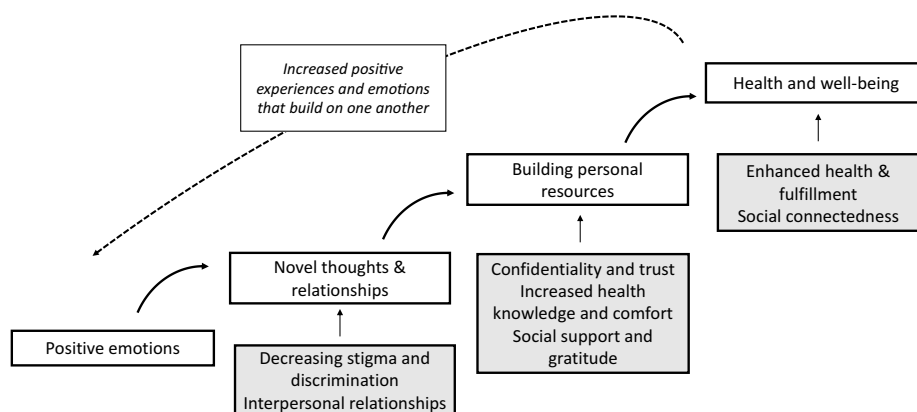 Increased positive
experiences and emotions
that build on one another
Health and well-being
Enhanced health &
fulfillment
Social connectedness
Building personal
resources
Confidentiality and trust
Increased health
knowledge and comfort
Social support and
gratitude
Novel thoughts &
relationships
Decreasing stigma and
discrimination
Interpersonal relationships
Positive emotions